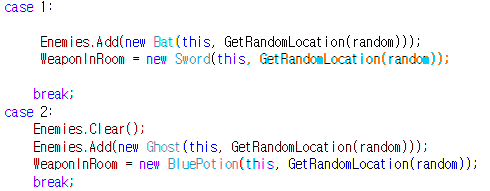 case 1:
Enemies.Add(new Bat(this, GetRandomLocation(random)));
WeaponInRoom = new Sword(this, GetRandomLocation(random));
break;
case 2:
Enemies.Clear();
Enemies.Add(new Ghost(this, GetRandomLocation(random)));
WeaponInRoom = new BluePotion(this, GetRandomLocation(random));
break;